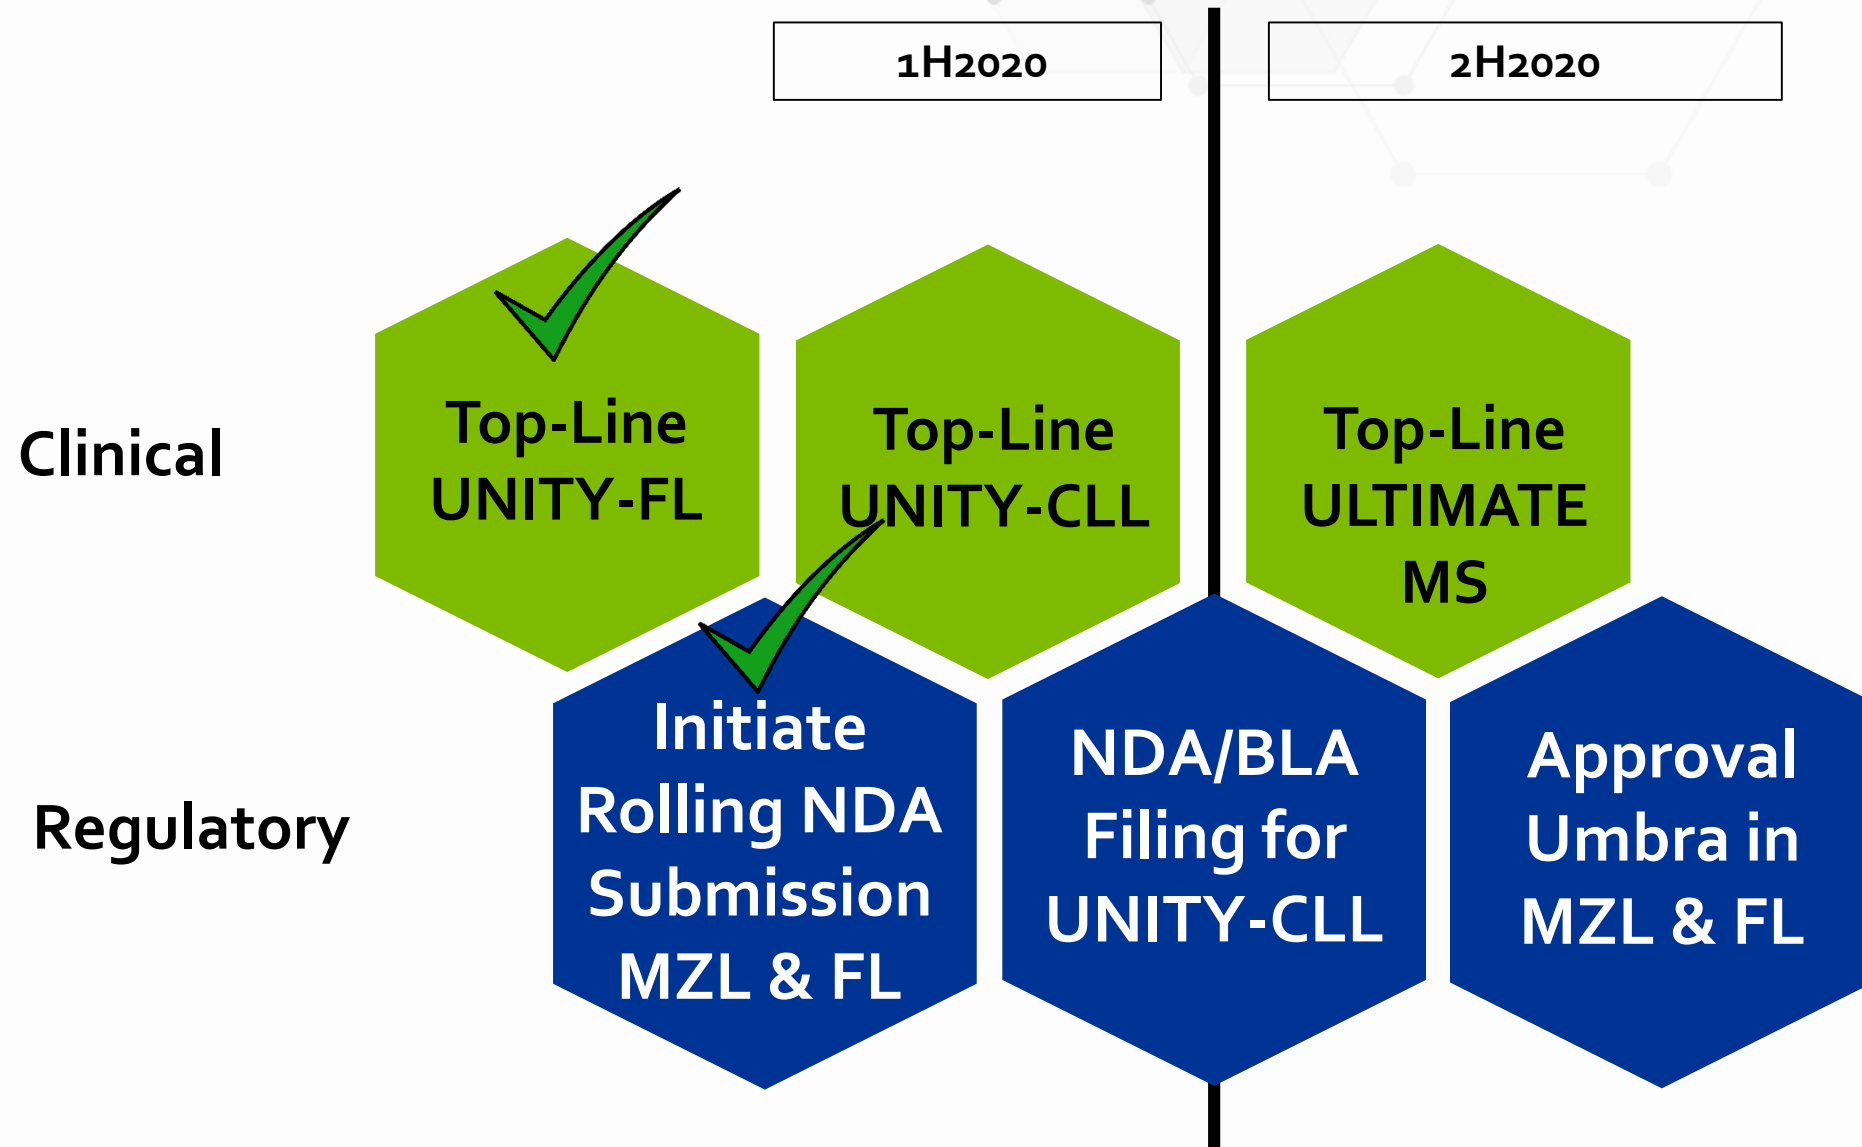 1H2020
2H2020
Clinical
Top-Line
UNITY-FL
Top-Line
UNITY-CLL
Top-Line
ULTIMATE
MS
Regulatory
Initiate
Rolling NDA
Submission
MZL & FL
NDA/BLA
Filing for
UNITY-CLL
Approval
Umbra in
MZL & FL